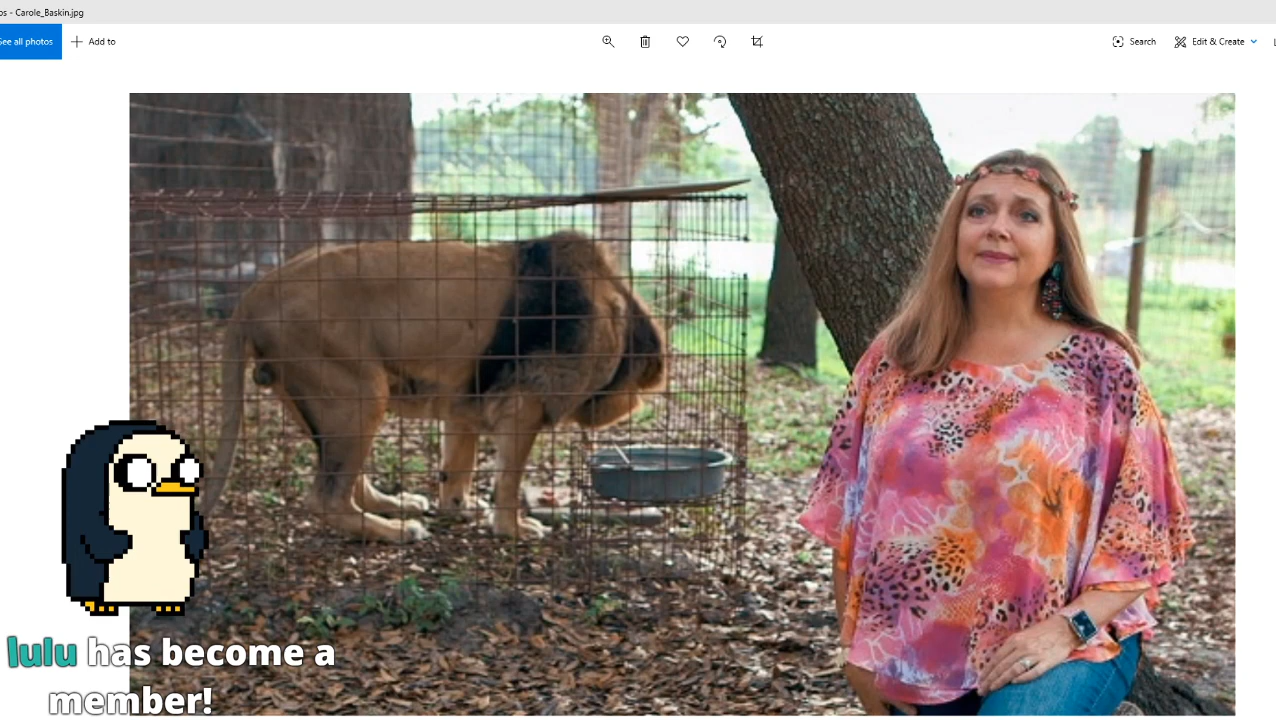 os - Carole_Baskin.jpg
See all photos
Add to
Search
Edit & Create
lulu has become a
member!